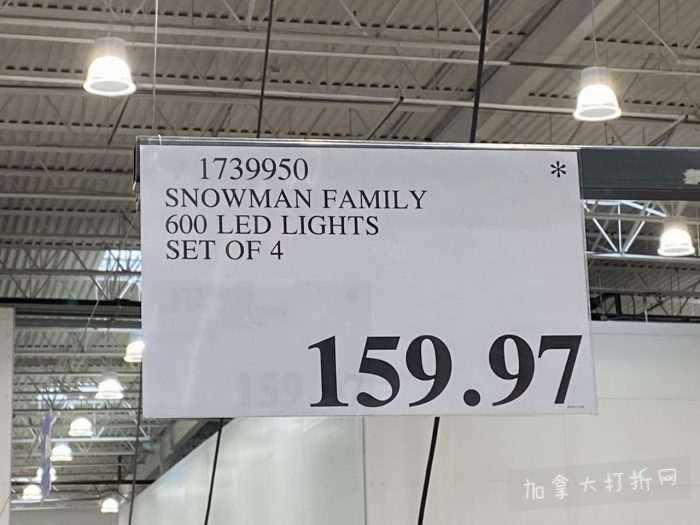 1739950 *
SNOWMAN FAMILY
600 LED LIGHTS
SET OF 4
159.97
加拿大打折网